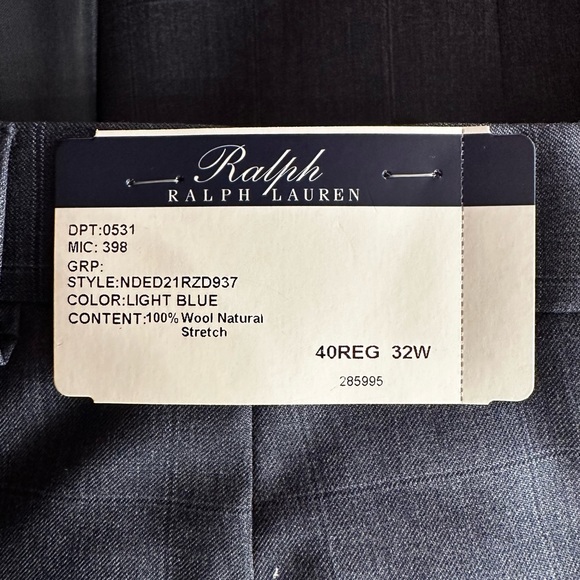 Ralph
RALPH LAUREN
DPT:0531
MIC: 398
GRP:
STYLE:NDED21RZD937
COLOR:LIGHT BLUE
CONTENT:100% Wool Natural
Stretch
40REG 32W
285995